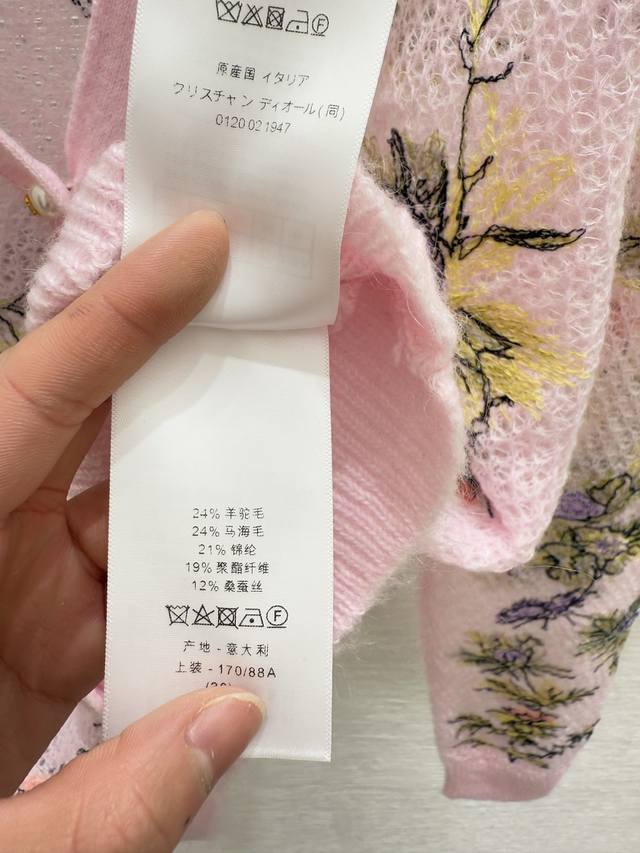 原産国 イタリア
クリスチャン ディオール(同)
0120 02 1947
24% 羊驼毛
24% 马海毛
21% 锦纶
19% 聚酯纤维
12% 桑蚕丝
产地 - 意大利
上装 - 170/88A